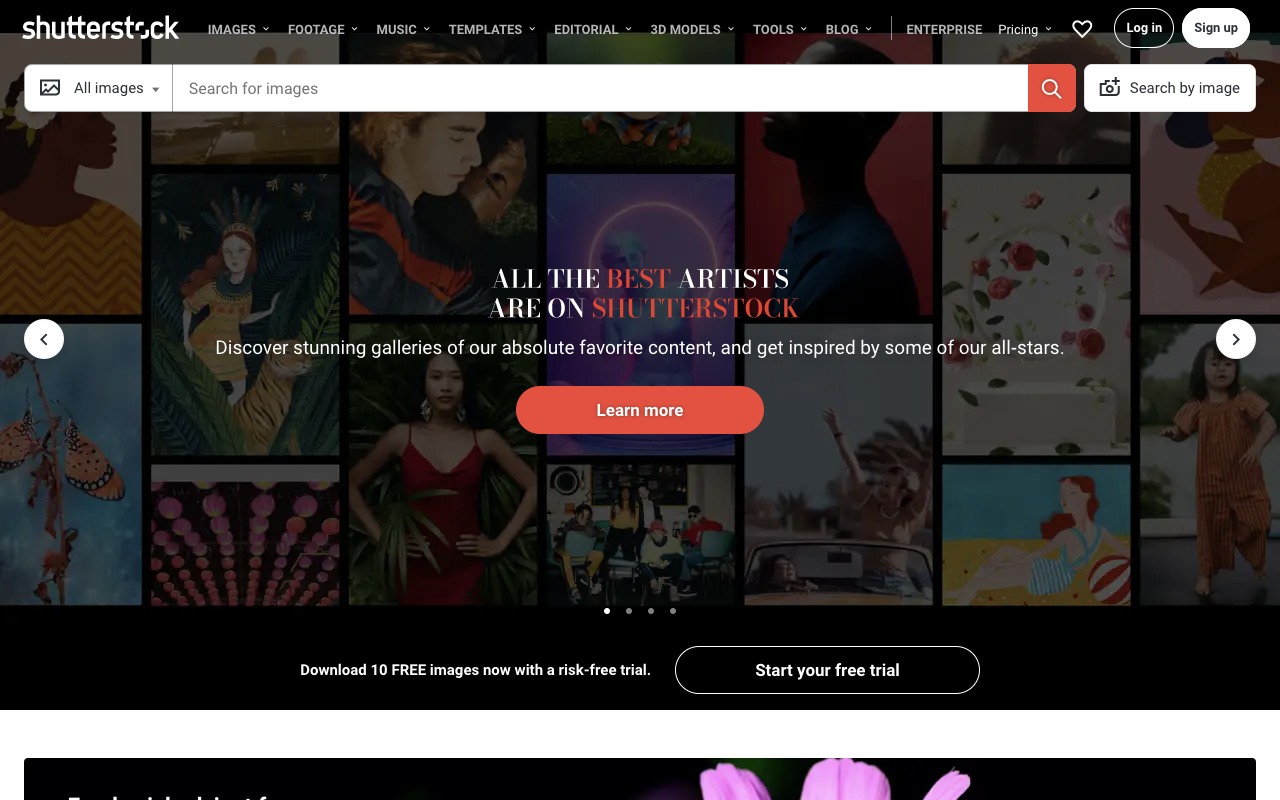 shutterstock
IMAGES FOOTAGE MUSIC TEMPLATES EDITORIAL 3D MODELS TOOLS BLOG ENTERPRISE Pricing Log in Sign up
All images Search for images Search by image
ALL THE BEST ARTISTS
ARE ON SHUTTERSTOCK
Discover stunning galleries of our absolute favorite content, and get inspired by some of our all-stars.
Learn more
Download 10 FREE images now with a risk-free trial. Start your free trial